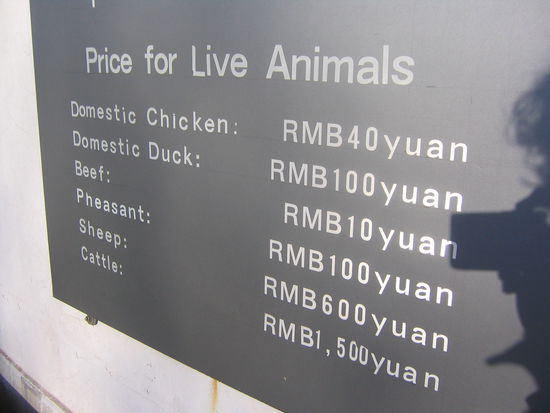 Price for Live Animals
Domestic Chicken: RMB40yuan
Domestic Duck: RMB100yuan
Beef: RMB10yuan
Pheasant: RMB100yuan
Sheep: RMB600yuan
Cattle: RMB1,500yuan